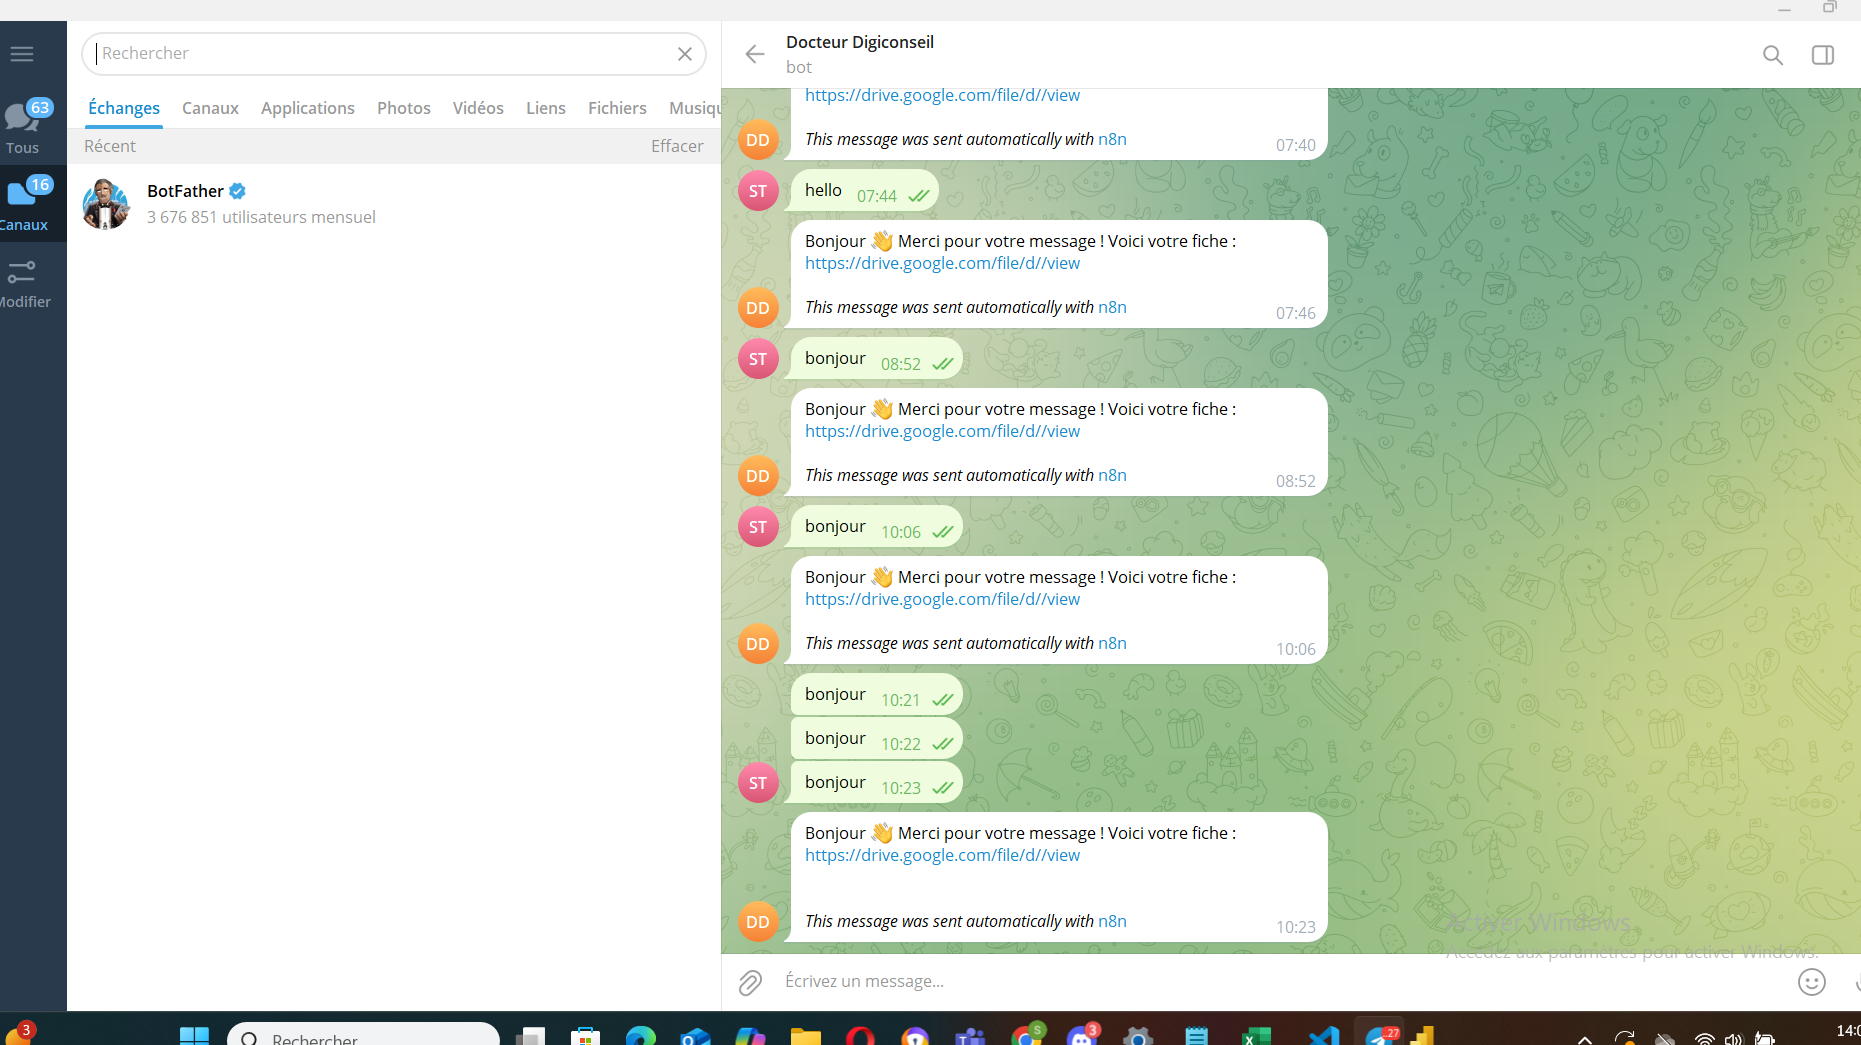 63
Tous
16
Canaux
Modifier
Rechercher
Échanges Canaux Applications Photos Vidéos Liens Fichiers Musiqu
Récent Effacer
BotFather
3 676 851 utilisateurs mensuel
Docteur Digiconseil
bot
https://drive.google.com/file/d//view
This message was sent automatically with n8n
DD 07:40
ST hello 07:44
Bonjour 👋 Merci pour votre message ! Voici votre fiche :
https://drive.google.com/file/d//view
This message was sent automatically with n8n
DD 07:46
ST bonjour 08:52
Bonjour 👋 Merci pour votre message ! Voici votre fiche :
https://drive.google.com/file/d//view
This message was sent automatically with n8n
DD 08:52
ST bonjour 10:06
Bonjour 👋 Merci pour votre message ! Voici votre fiche :
https://drive.google.com/file/d//view
This message was sent automatically with n8n
DD 10:06
bonjour 10:21
bonjour 10:22
ST bonjour 10:23
Bonjour 👋 Merci pour votre message ! Voici votre fiche :
https://drive.google.com/file/d//view
This message was sent automatically with n8n
DD 10:23
Activer Windows
Accédez aux paramètres pour activer Windows.
Écrivez un message...
3
Rechercher
S
3
27
14:0